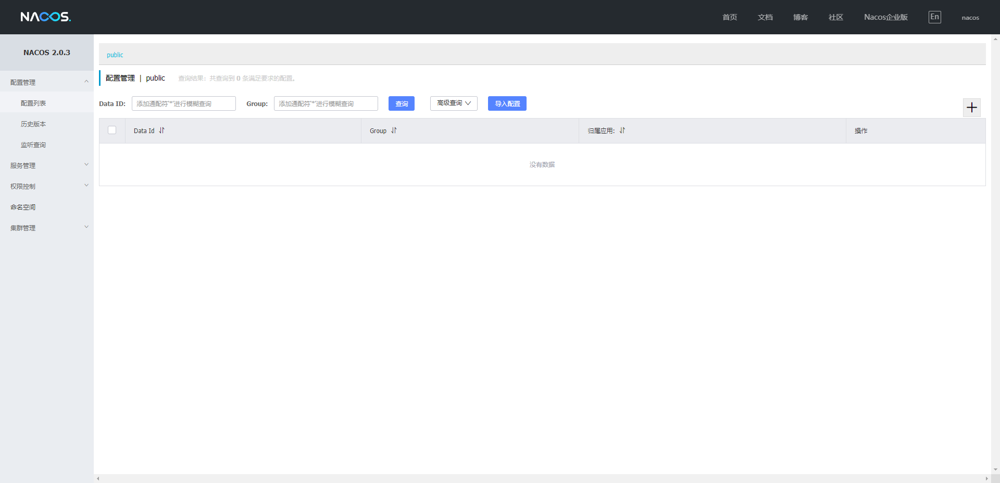 NACOS.
首页 文档 博客 社区 Nacos企业版 En nacos
NACOS 2.0.3
配置管理
配置列表
历史版本
监听查询
服务管理
权限控制
命名空间
集群管理
public
配置管理 | public 查询结果：共查询到 0 条满足要求的配置。
Data ID: 添加通配符'*'进行模糊查询 Group: 添加通配符'*'进行模糊查询 查询 高级查询 导入配置
Data Id Group 归属应用: 操作
没有数据